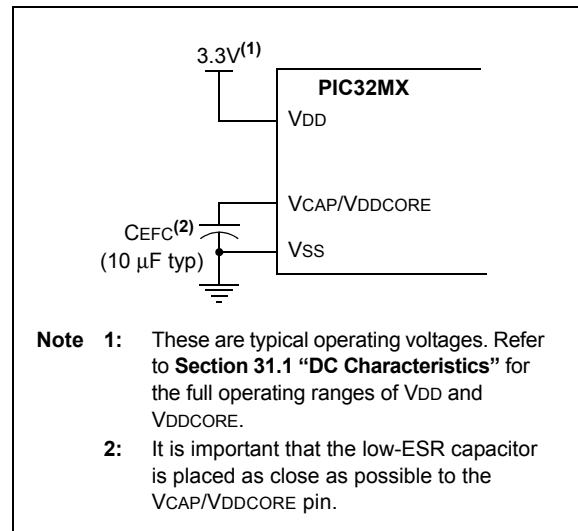 3.3V(1)
PIC32MX
VDD
VCAP/VDDCORE
CEFC(2)
(10 μF typ)
VSS
Note 1: These are typical operating voltages. Refer
to Section 31.1 “DC Characteristics” for
the full operating ranges of VDD and
VDDCORE.
2: It is important that the low-ESR capacitor
is placed as close as possible to the
VCAP/VDDCORE pin.